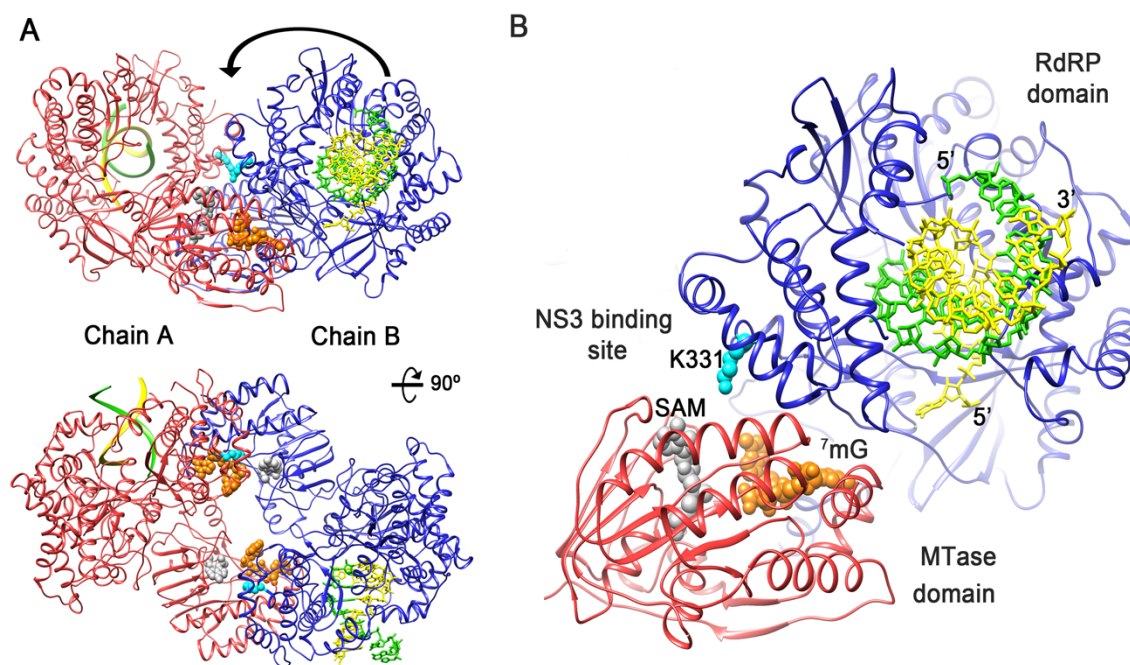 A
Chain A
Chain B
90º
B
RdRP
domain
5’
3’
NS3 binding
site
K331
5’
SAM
⁷mG
MTase
domain